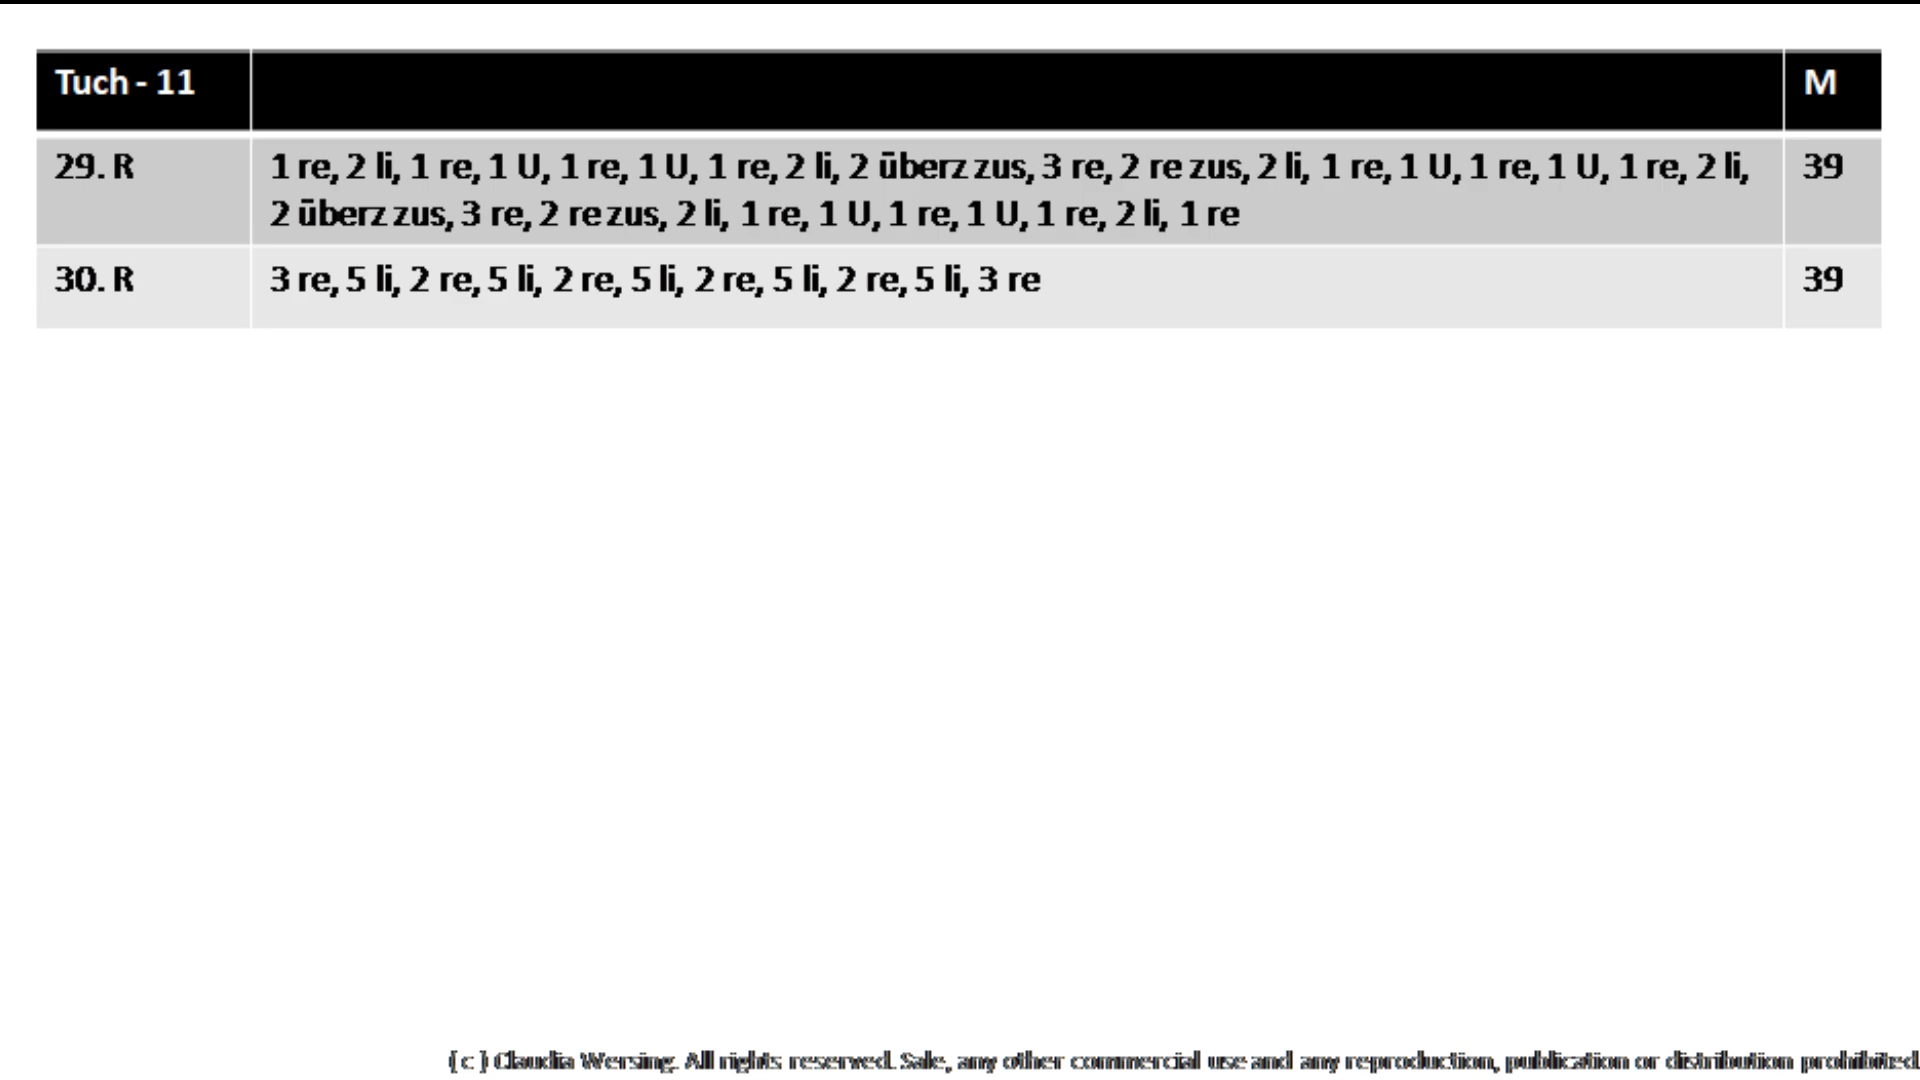 Tuch - 11 M
29. R 1 re, 2 li, 1 re, 1 U, 1 re, 1 U, 1 re, 2 li, 2 überz zus, 3 re, 2 re zus, 2 li, 1 re, 1 U, 1 re, 1 U, 1 re, 2 li, 39
2 überz zus, 3 re, 2 re zus, 2 li, 1 re, 1 U, 1 re, 1 U, 1 re, 2 li, 1 re
30. R 3 re, 5 li, 2 re, 5 li, 2 re, 5 li, 2 re, 5 li, 2 re, 5 li, 3 re 39
( c ) Claudia Wersing. All rights reserved. Sale, any other commercial use and any reproduction, publication or distribution prohibited.